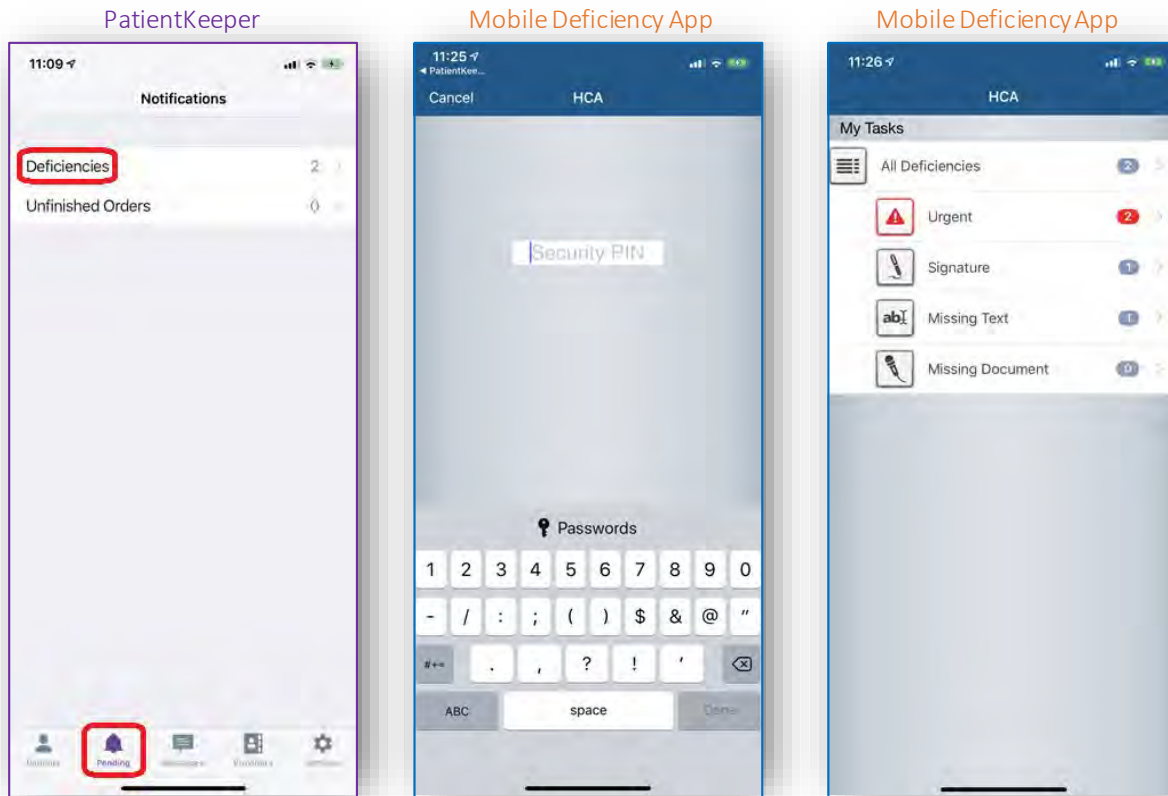 PatientKeeper
11:09
Notifications
Deficiencies 2
Unfinished Orders 0
Pending
Mobile Deficiency App
11:25
PatientKee...
Cancel HCA
Security PIN
Passwords
1 2 3 4 5 6 7 8 9 0
- / : ; ( ) $ & @ "
#+= . , ? ! '
ABC space Done
Mobile Deficiency App
11:26
HCA
My Tasks
All Deficiencies 2
Urgent 2
Signature 1
abI Missing Text 1
Missing Document 0